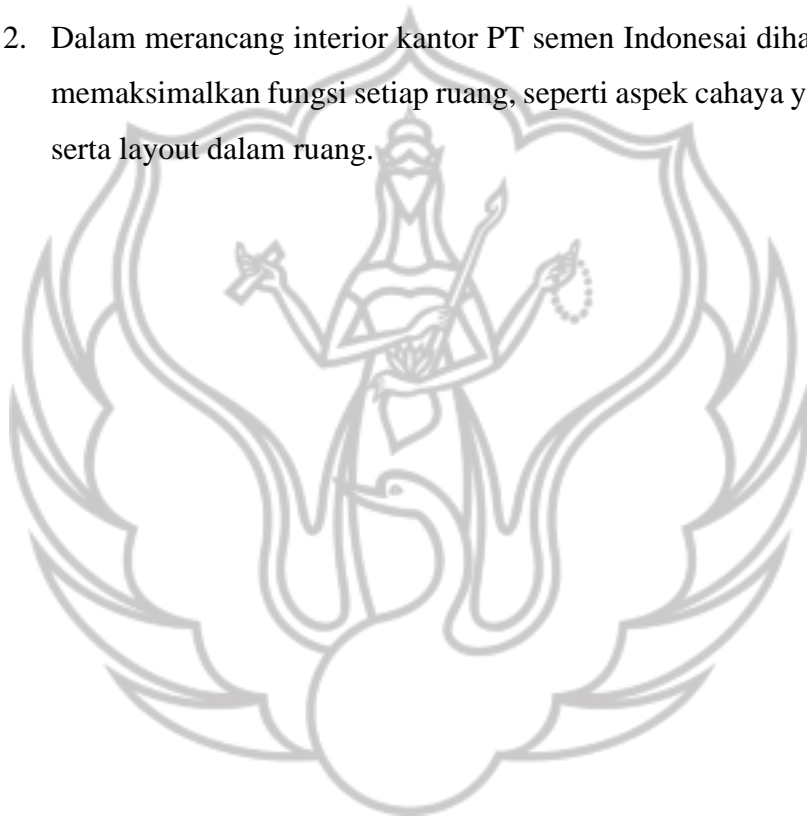 2. Dalam merancang interior kantor PT semen Indonesai
memaksimalkan fungsi setiap ruang, seperti aspek cahaya
serta layout dalam ruang.